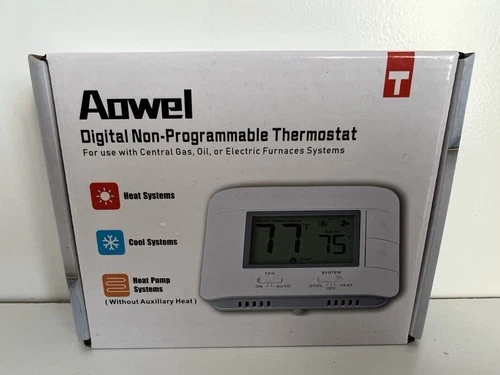 T
Aowel
Digital Non-Programmable Thermostat
For use with Central Gas, Oil, or Electric Furnaces Systems
Heat Systems
Cool Systems
Heat Pump
Systems
(Without Auxiliary Heat)
77 F
75°
FAN
SYSTEM
ON AUTO
COOL HEAT
OFF